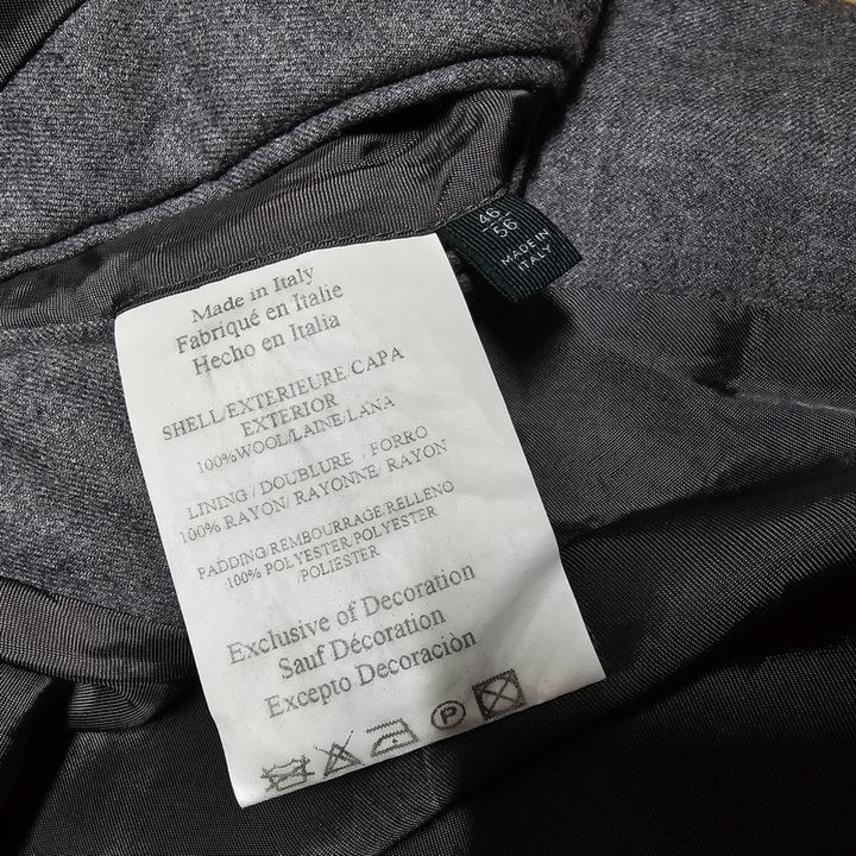 Made in Italy
Fabriqué en Italie
Hecho en Italia
SHELL/EXTERIEURE/CAPA
EXTERIOR
100%WOOL/LAINE/LANA
LINING / DOUBLURE / FORRO
100% RAYON/ RAYONNE/ RAYON
PADDING/REMBOURRAGE/RELLENO
100% POLYESTER/POLYESTER
/POLIESTER
Exclusive of Decoration
Sauf Décoration
Excepto Decoraciòn
P
46
56
MADE IN
ITALY